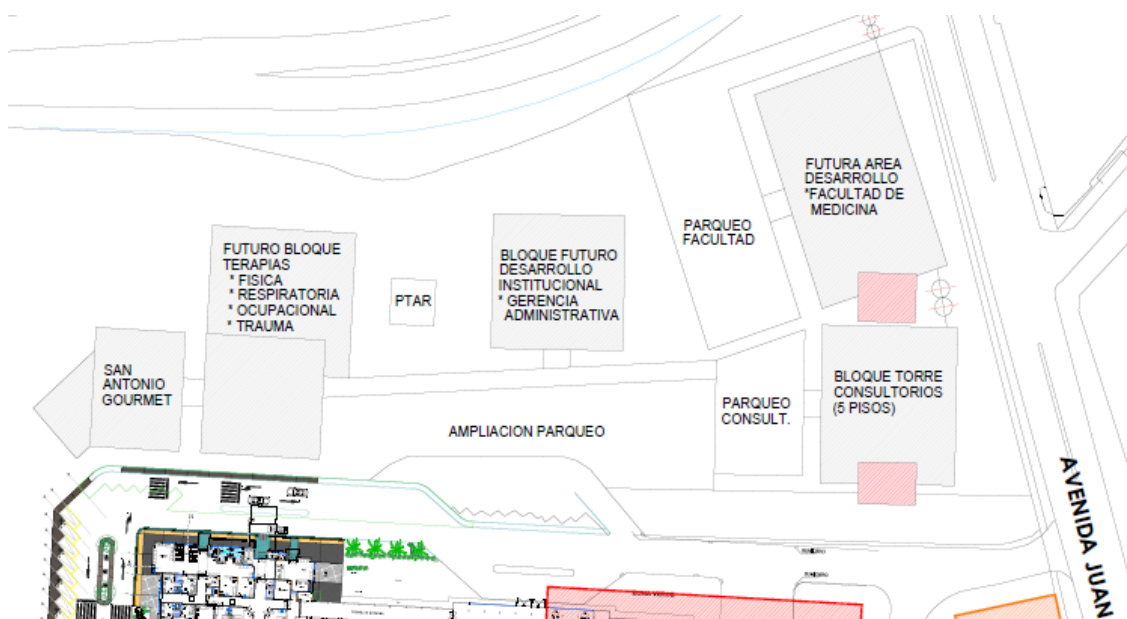 FUTURA AREA
DESARROLLO
*FACULTAD DE
MEDICINA
PARQUEO
FACULTAD
FUTURO BLOQUE
TERAPIAS
* FISICA
* RESPIRATORIA
* OCUPACIONAL
* TRAUMA
PTAR
BLOQUE FUTURO
DESARROLLO
INSTITUCIONAL
* GERENCIA
ADMINISTRATIVA
SAN
ANTONIO
GOURMET
PARQUEO
CONSULT.
BLOQUE TORRE
CONSULTORIOS
(5 PISOS)
AMPLIACION PARQUEO
AVENIDA JUAN